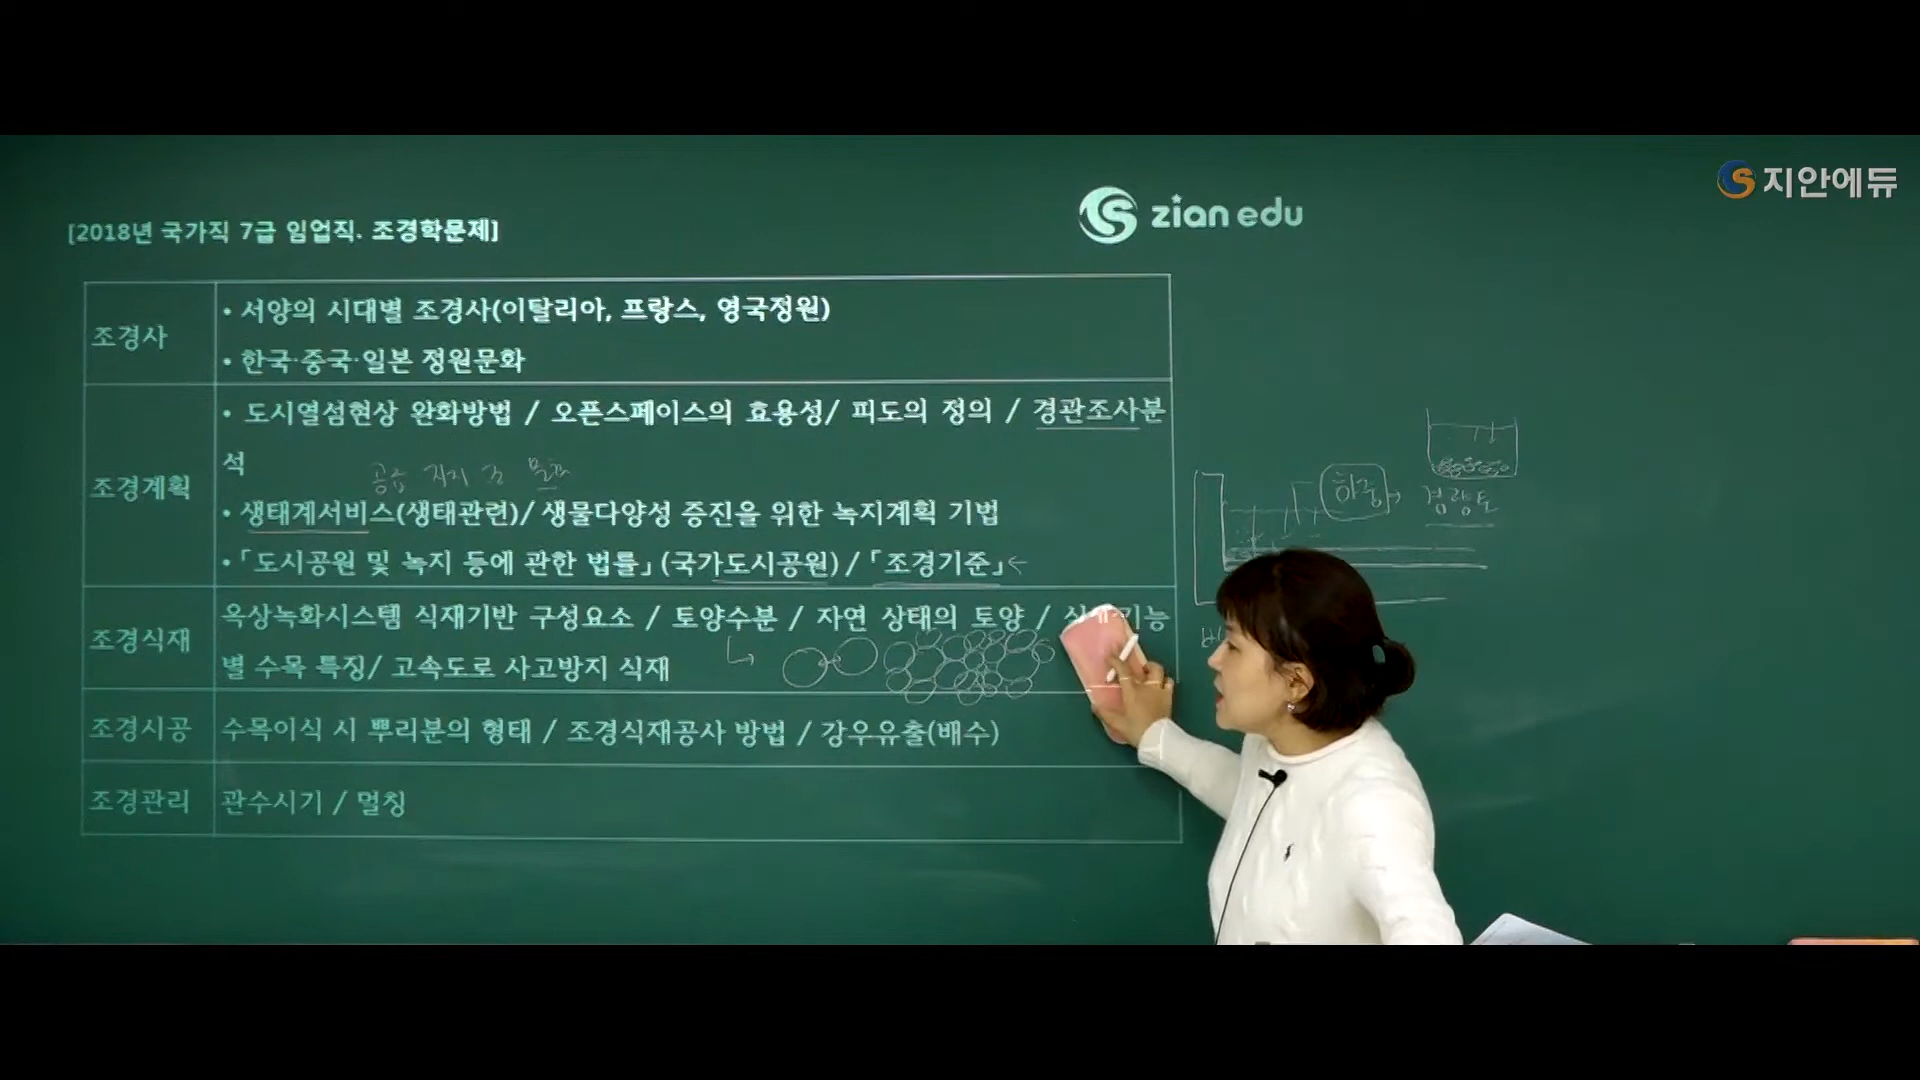 지안에듀
zian edu
[2018년 국가직 7급 임업직. 조경학문제]
조경사
• 서양의 시대별 조경사(이탈리아, 프랑스, 영국정원)
• 한국·중국·일본 정원문화
조경계획
• 도시열섬현상 완화방법 / 오픈스페이스의 효용성/ 피도의 정의 / 경관조사분
석
공급 지지 조 문화
• 생태계서비스(생태관련)/ 생물다양성 증진을 위한 녹지계획 기법
•「도시공원 및 녹지 등에 관한 법률」(국가도시공원) /「조경기준」←
조경식재
옥상녹화시스템 식재기반 구성요소 / 토양수분 / 자연 상태의 토양 / 기능
별 수목 특징/ 고속도로 사고방지 식재
조경시공
수목이식 시 뿌리분의 형태 / 조경식재공사 방법 / 강우유출(배수)
조경관리
관수시기 / 멀칭
하중→ 경량토